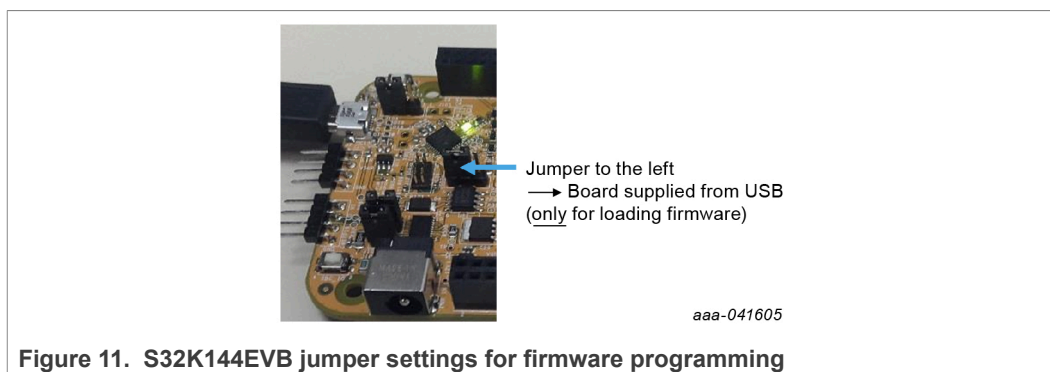 Jumper to the left
→ Board supplied from USB
(only for loading firmware)
aaa-041605
Figure 11. S32K144EVB jumper settings for firmware programming